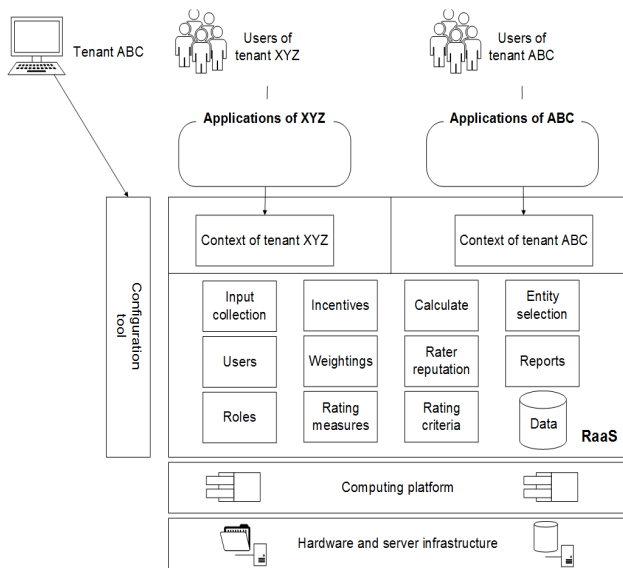 Tenant ABC
Users of
tenant XYZ
Users of
tenant ABC
Applications of XYZ
Applications of ABC
Configuration
tool
Context of tenant XYZ
Context of tenant ABC
Input
collection
Incentives
Calculate
Entity
selection
Users
Weightings
Rater
reputation
Reports
Roles
Rating
measures
Rating
criteria
Data
RaaS
Computing platform
Hardware and server infrastructure